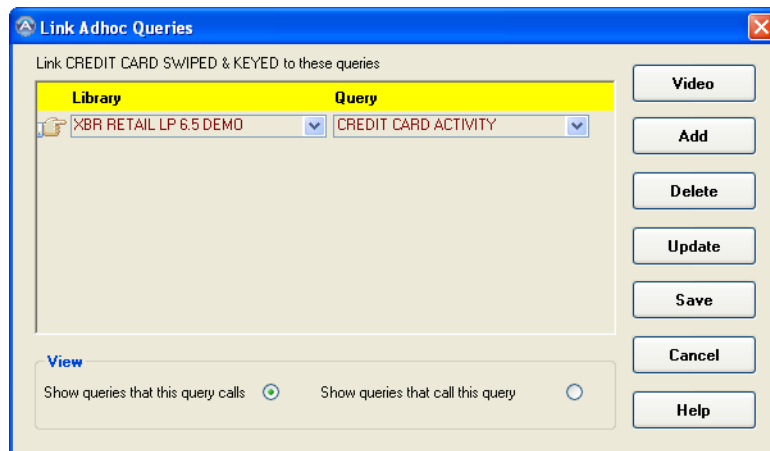 Link Adhoc Queries
Link CREDIT CARD SWIPED & KEYED to these queries
Library Query
XBR RETAIL LP 6.5 DEMO CREDIT CARD ACTIVITY
Video
Add
Delete
Update
Save
Cancel
Help
View
Show queries that this query calls Show queries that call this query